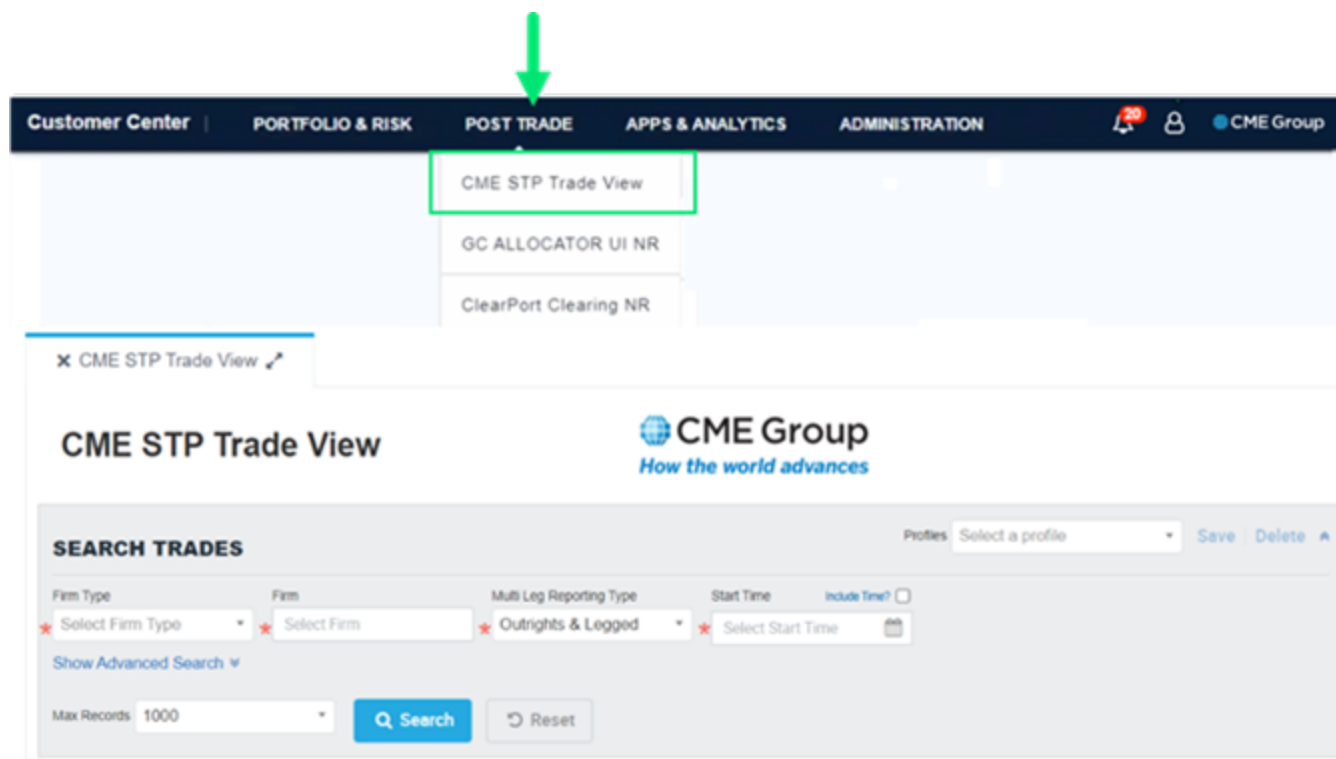 Customer Center | PORTFOLIO & RISK POST TRADE APPS & ANALYTICS ADMINISTRATION 20 CME Group
CME STP Trade View
GC ALLOCATOR UI NR
ClearPort Clearing NR
CME STP Trade View
CME STP Trade View
CME Group
How the world advances
SEARCH TRADES
Profiles Select a profile Save | Delete
Firm Type Firm Multi Leg Reporting Type Start Time Include Time?
* Select Firm Type * Select Firm * Outrights & Legged * Select Start Time
Show Advanced Search
Max Records 1000 Search Reset